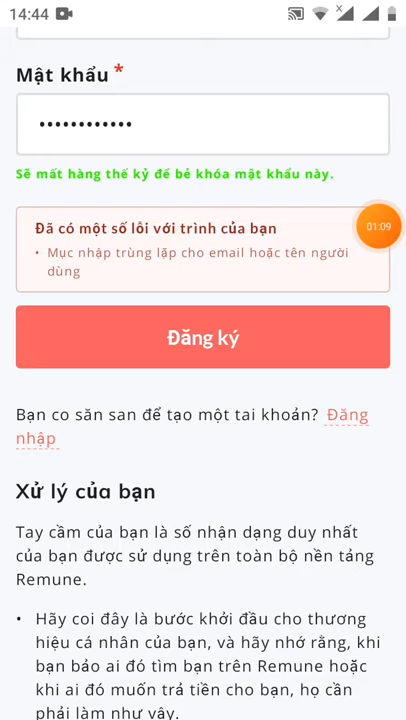 14:44
Mật khẩu *
••••••••••••
Sẽ mất hàng thế kỷ để bẻ khóa mật khẩu này.
Đã có một số lỗi với trình của bạn
01:09
• Mục nhập trùng lặp cho email hoặc tên người
dùng
Đăng ký
Bạn co săn san để tạo một tai khoản? Đăng
nhập
Xử lý của bạn
Tay cầm của bạn là số nhận dạng duy nhất
của bạn được sử dụng trên toàn bộ nền tảng
Remune.
• Hãy coi đây là bước khởi đầu cho thương
hiệu cá nhân của bạn, và hãy nhớ rằng, khi
bạn bảo ai đó tìm bạn trên Remune hoặc
khi ai đó muốn trả tiền cho bạn, họ cần
phải làm như vậy.